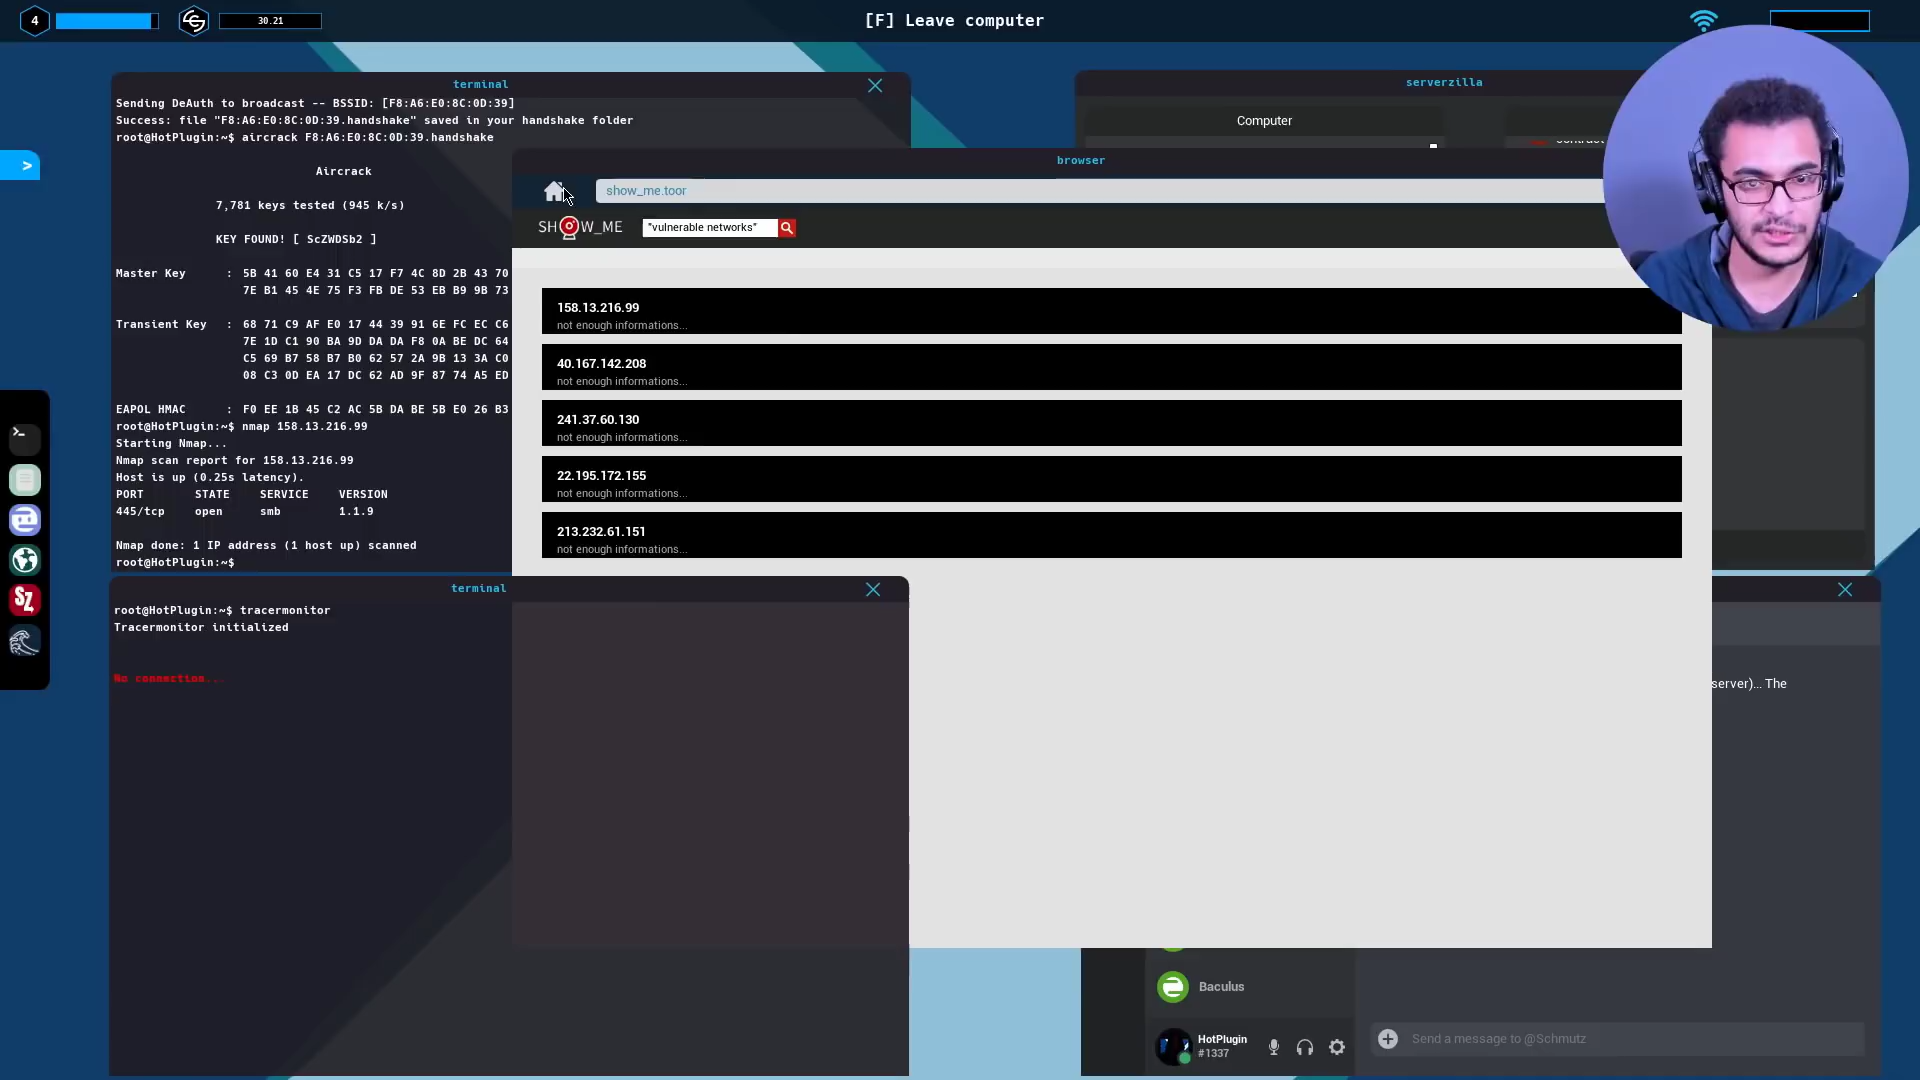 4
30.21
[F] Leave computer
terminal
Sending DeAuth to broadcast -- BSSID: [F8:A6:E0:8C:0D:39]
Success: file "F8:A6:E0:8C:0D:39.handshake" saved in your handshake folder
root@HotPlugin:~$ aircrack F8:A6:E0:8C:0D:39.handshake
Aircrack
7,781 keys tested (945 k/s)
KEY FOUND! [ ScZWDSb2 ]
Master Key : 5B 41 60 E4 31 C5 17 F7 4C 8D 2B 43 70
7E B1 45 4E 75 F3 FB DE 53 EB B9 9B 73
Transient Key : 68 71 C9 AF E0 17 44 39 91 6E FC EC C6
7E 1D C1 90 BA 9D DA DA F8 0A BE DC 64
C5 69 B7 58 B7 B0 62 57 2A 9B 13 3A C0
08 C3 0D EA 17 DC 62 AD 9F 87 74 A5 ED
EAPOL HMAC : F0 EE 1B 45 C2 AC 5B DA BE 5B E0 26 B3
root@HotPlugin:~$ nmap 158.13.216.99
Starting Nmap...
Nmap scan report for 158.13.216.99
Host is up (0.25s latency).
PORT STATE SERVICE VERSION
445/tcp open smb 1.1.9
Nmap done: 1 IP address (1 host up) scanned
root@HotPlugin:~$
serverzilla
Computer
browser
show_me.toor
SHOW_ME
"vulnerable networks"
158.13.216.99
not enough informations...
40.167.142.208
not enough informations...
241.37.60.130
not enough informations...
22.195.172.155
not enough informations...
213.232.61.151
not enough informations...
>
SZ
terminal
root@HotPlugin:~$ tracermonitor
Tracermonitor initialized
No connection...
server)... The
Baculus
HotPlugin
#1337
Send a message to @Schmutz